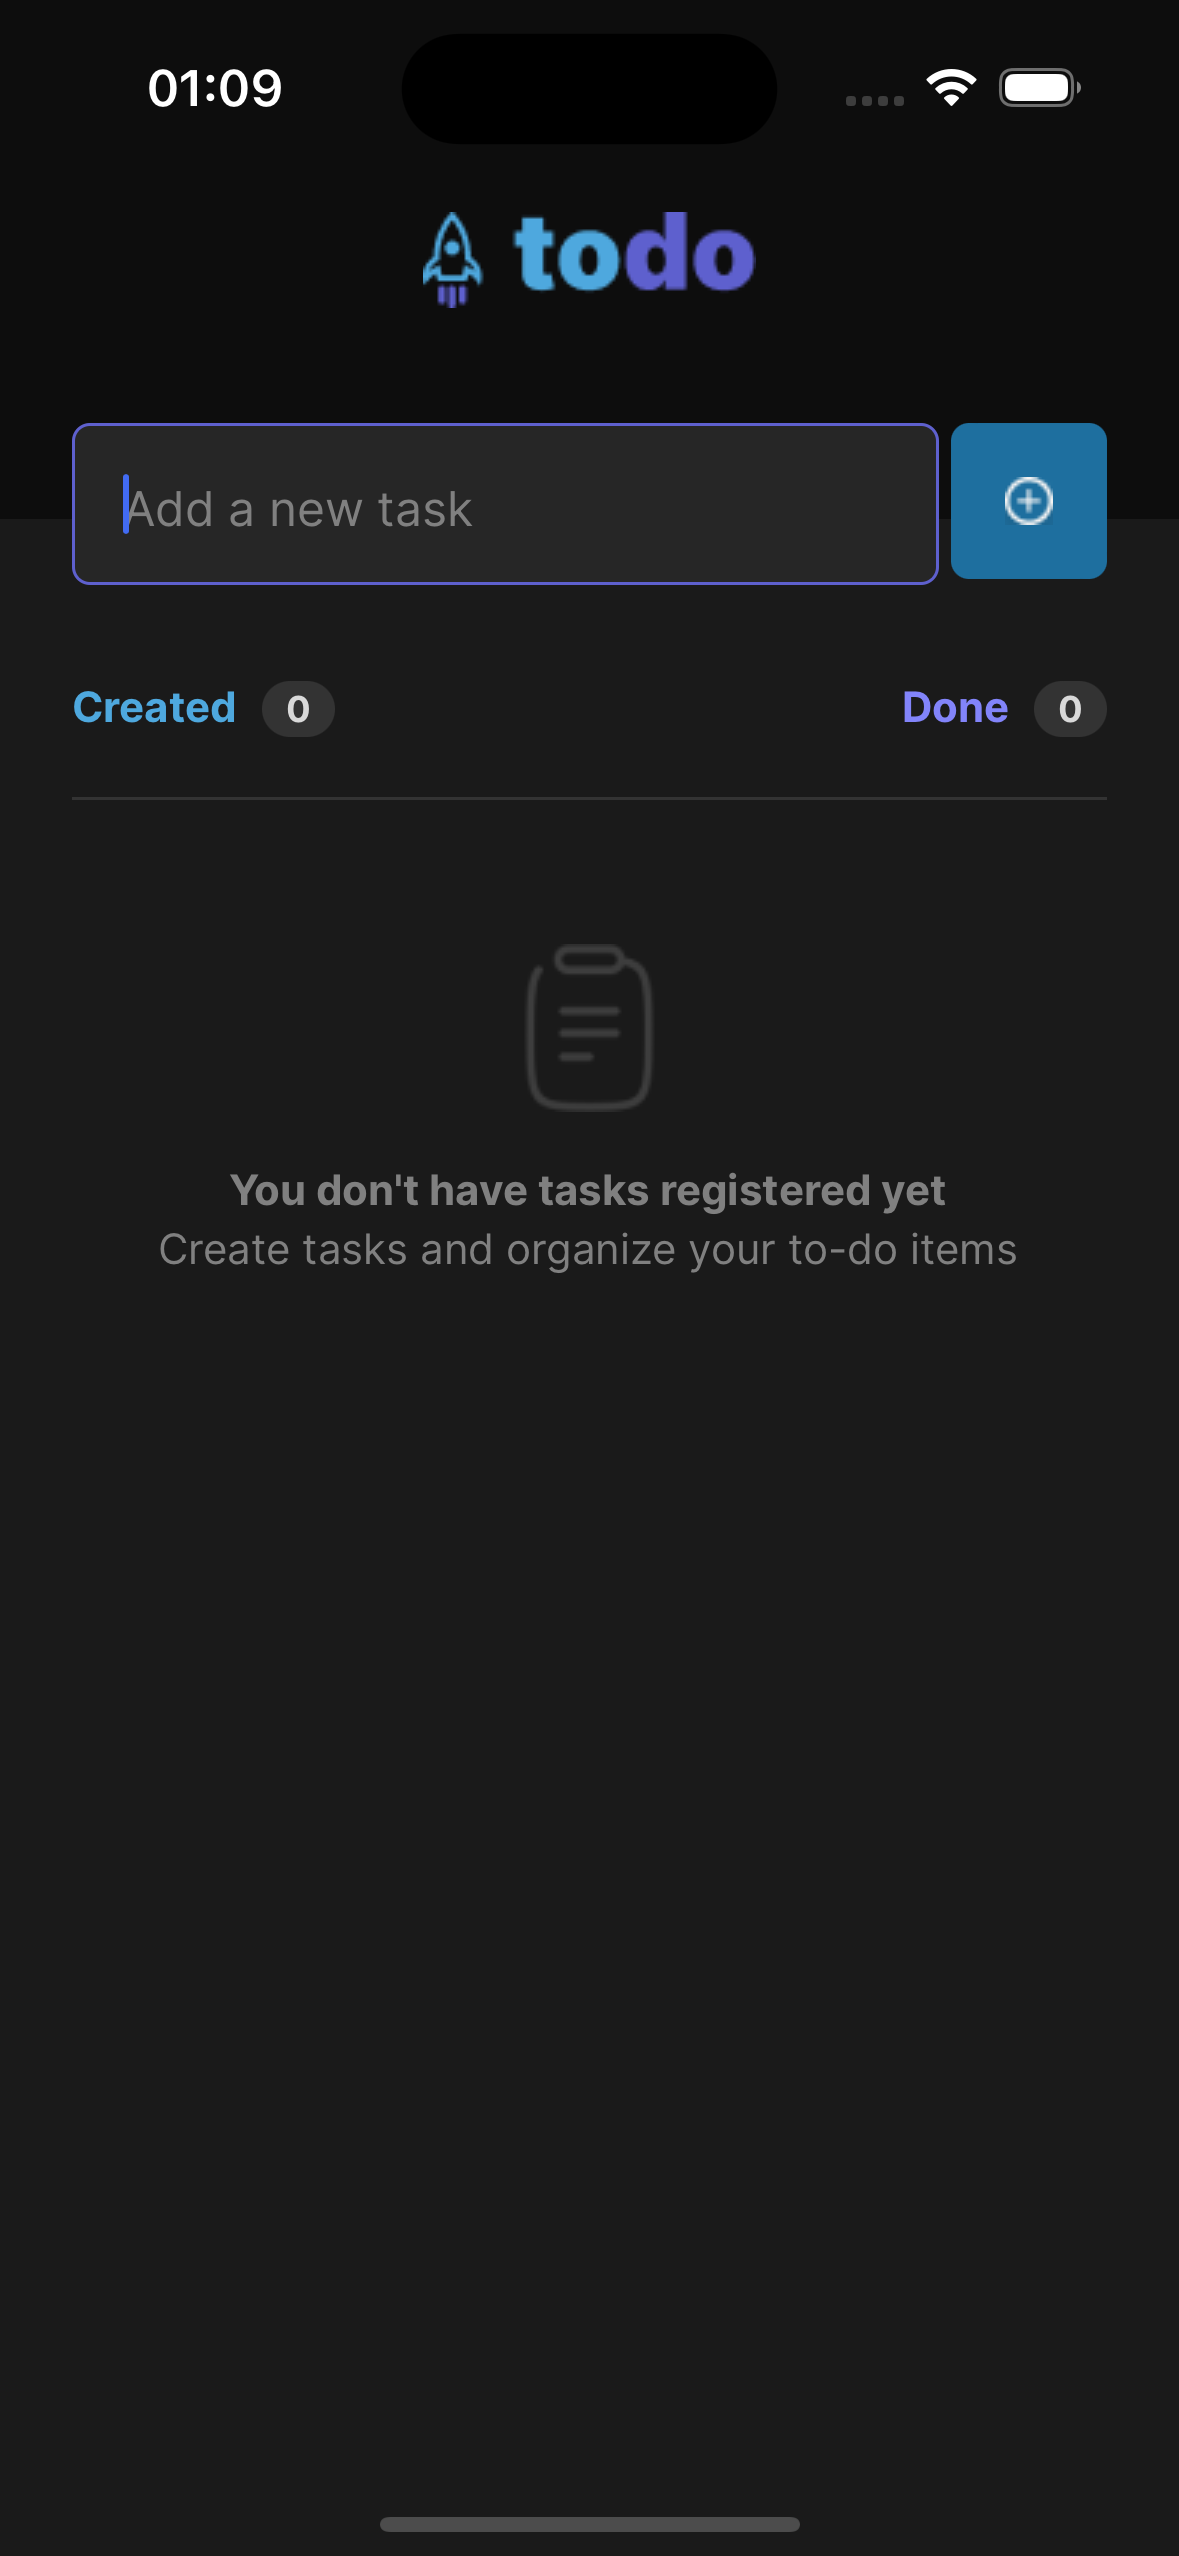 01:09
todo
Add a new task
Created 0
Done 0
You don't have tasks registered yet
Create tasks and organize your to-do items